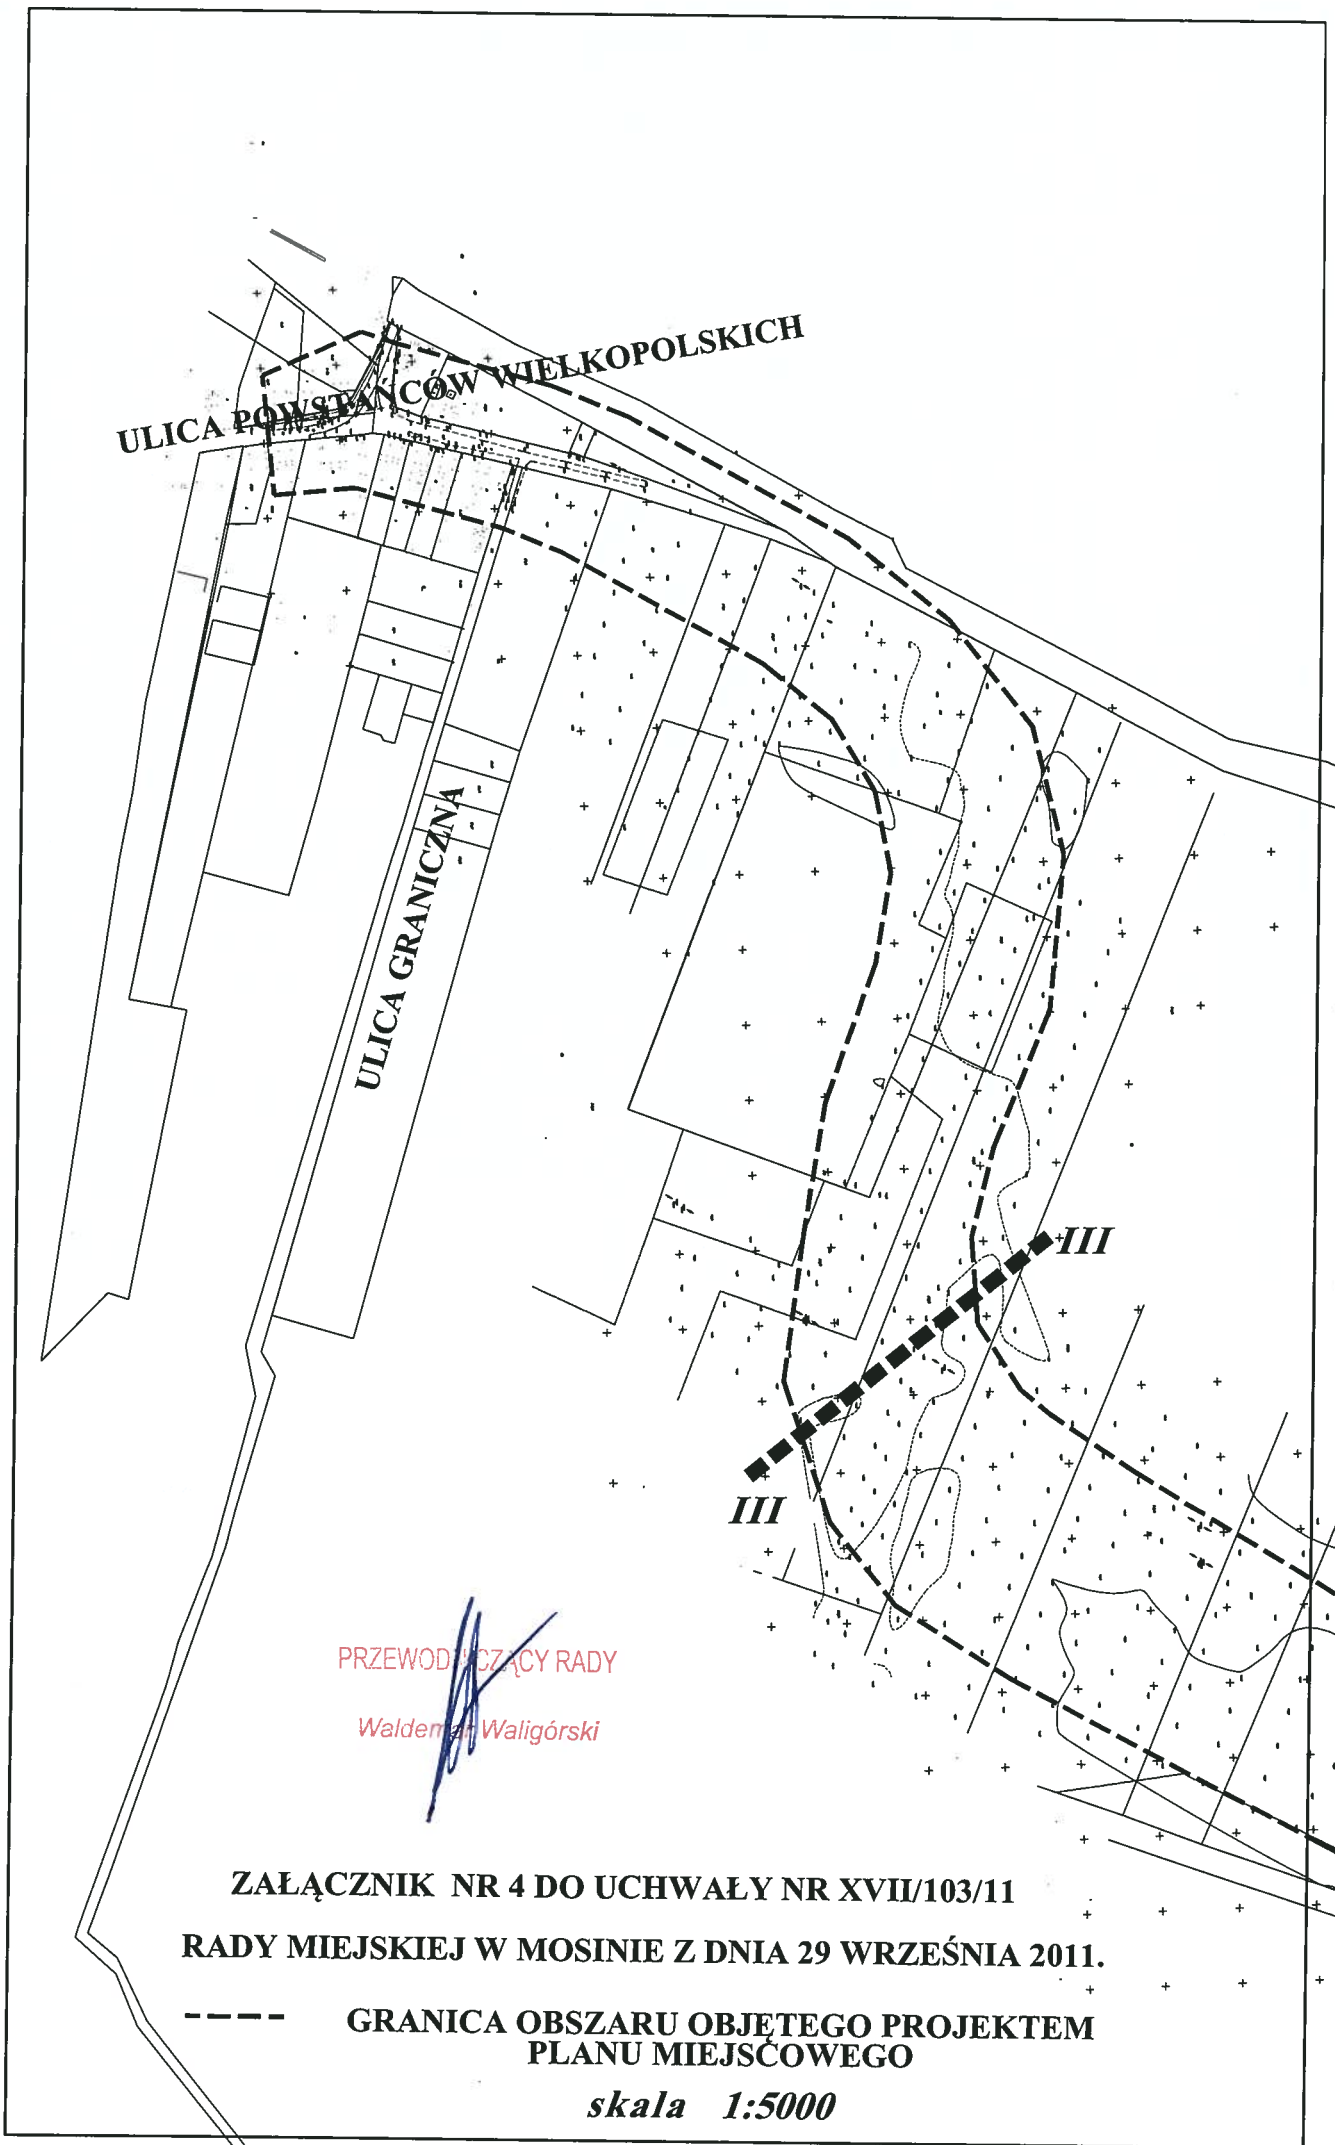 ULICA POWSTAŃCÓW WIELKOPOLSKICH
ULICA GRANICZNA
III
III
PRZEWODNICZĄCY RADY
Waldemar Waligórski
ZAŁĄCZNIK NR 4 DO UCHWAŁY NR XVII/103/11
RADY MIEJSKIEJ W MOSINIE Z DNIA 29 WRZEŚNIA 2011.
GRANICA OBSZARU OBJĘTEGO PROJEKTEM
PLANU MIEJSCOWEGO
skala 1:5000